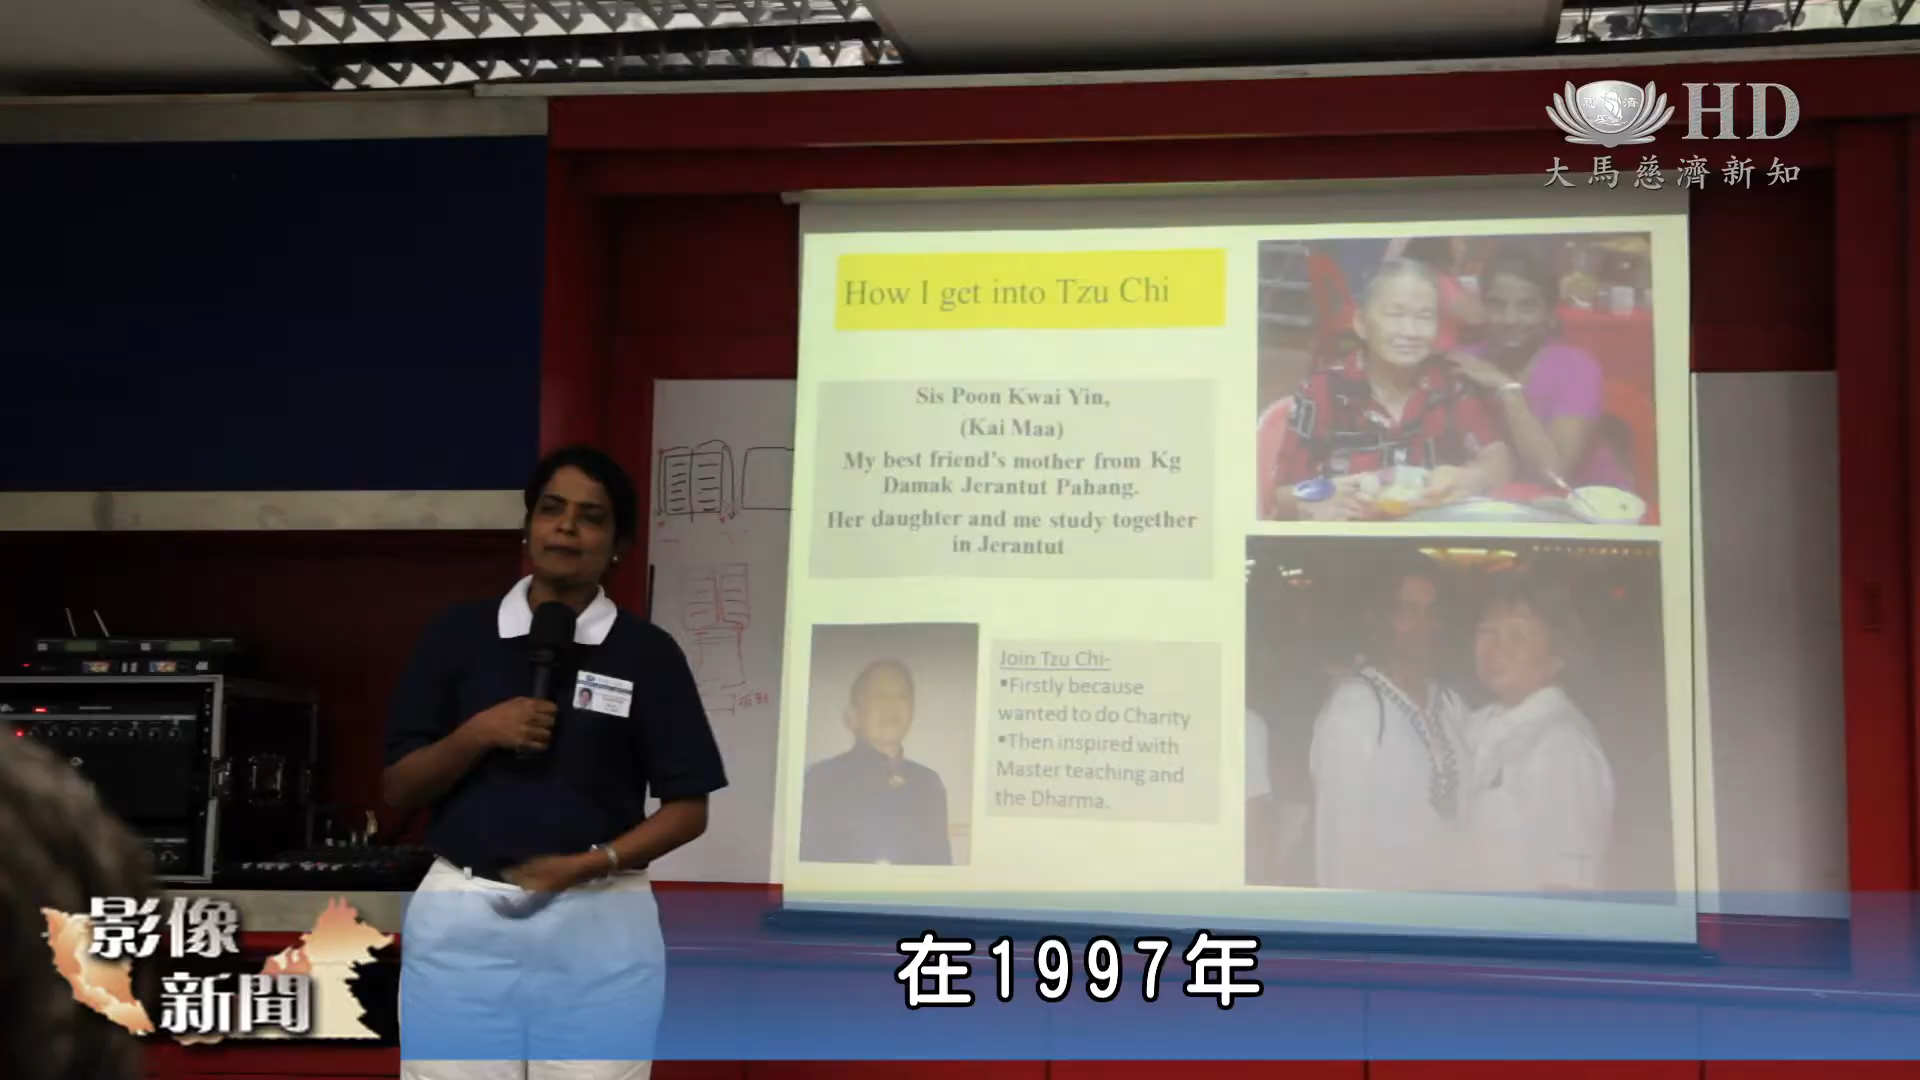 HD
大馬慈濟新知
How I get into Tzu Chi
Sis Poon Kwai Yin,
(Kai Maa)
My best friend's mother from Kg
Damak Jerantut Pahang.
Her daughter and me study together
in Jerantut
Join Tzu Chi-
▪Firstly because
wanted to do Charity
▪Then inspired with
Master teaching and
the Dharma.
影像
新聞
在1997年